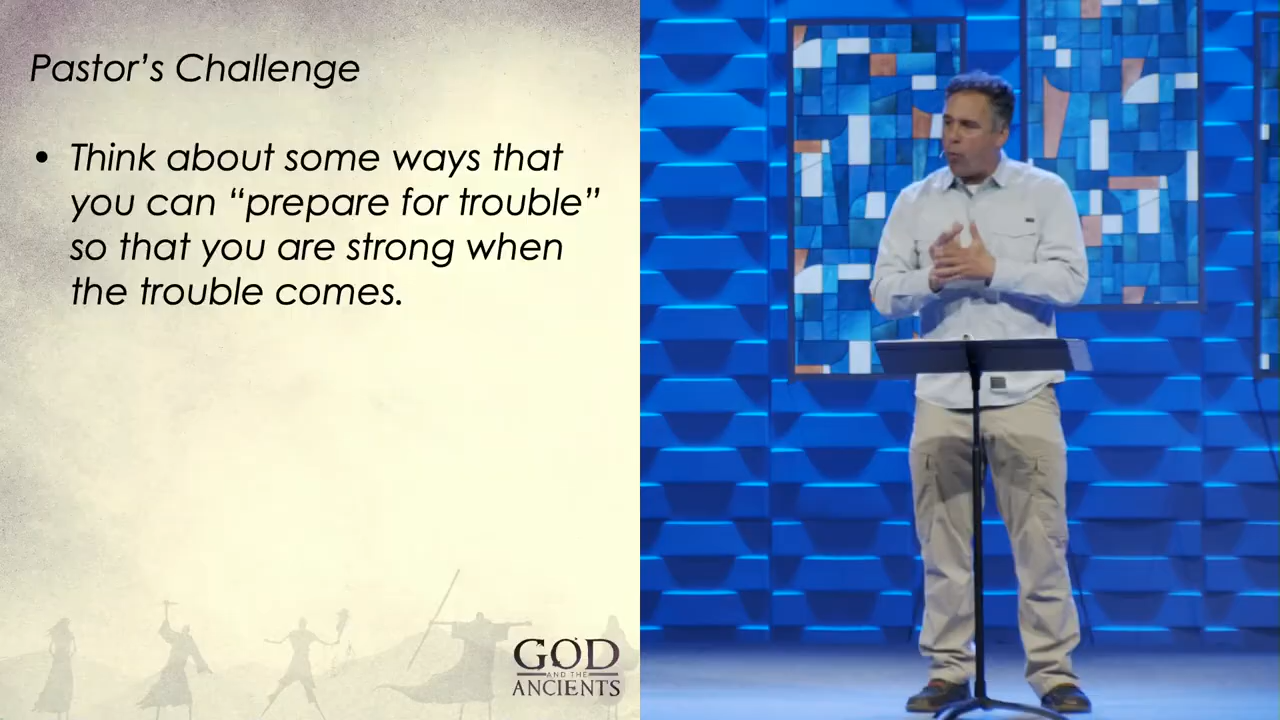 Pastor’s Challenge
• Think about some ways that
you can “prepare for trouble”
so that you are strong when
the trouble comes.
GOD
AND THE
ANCIENTS